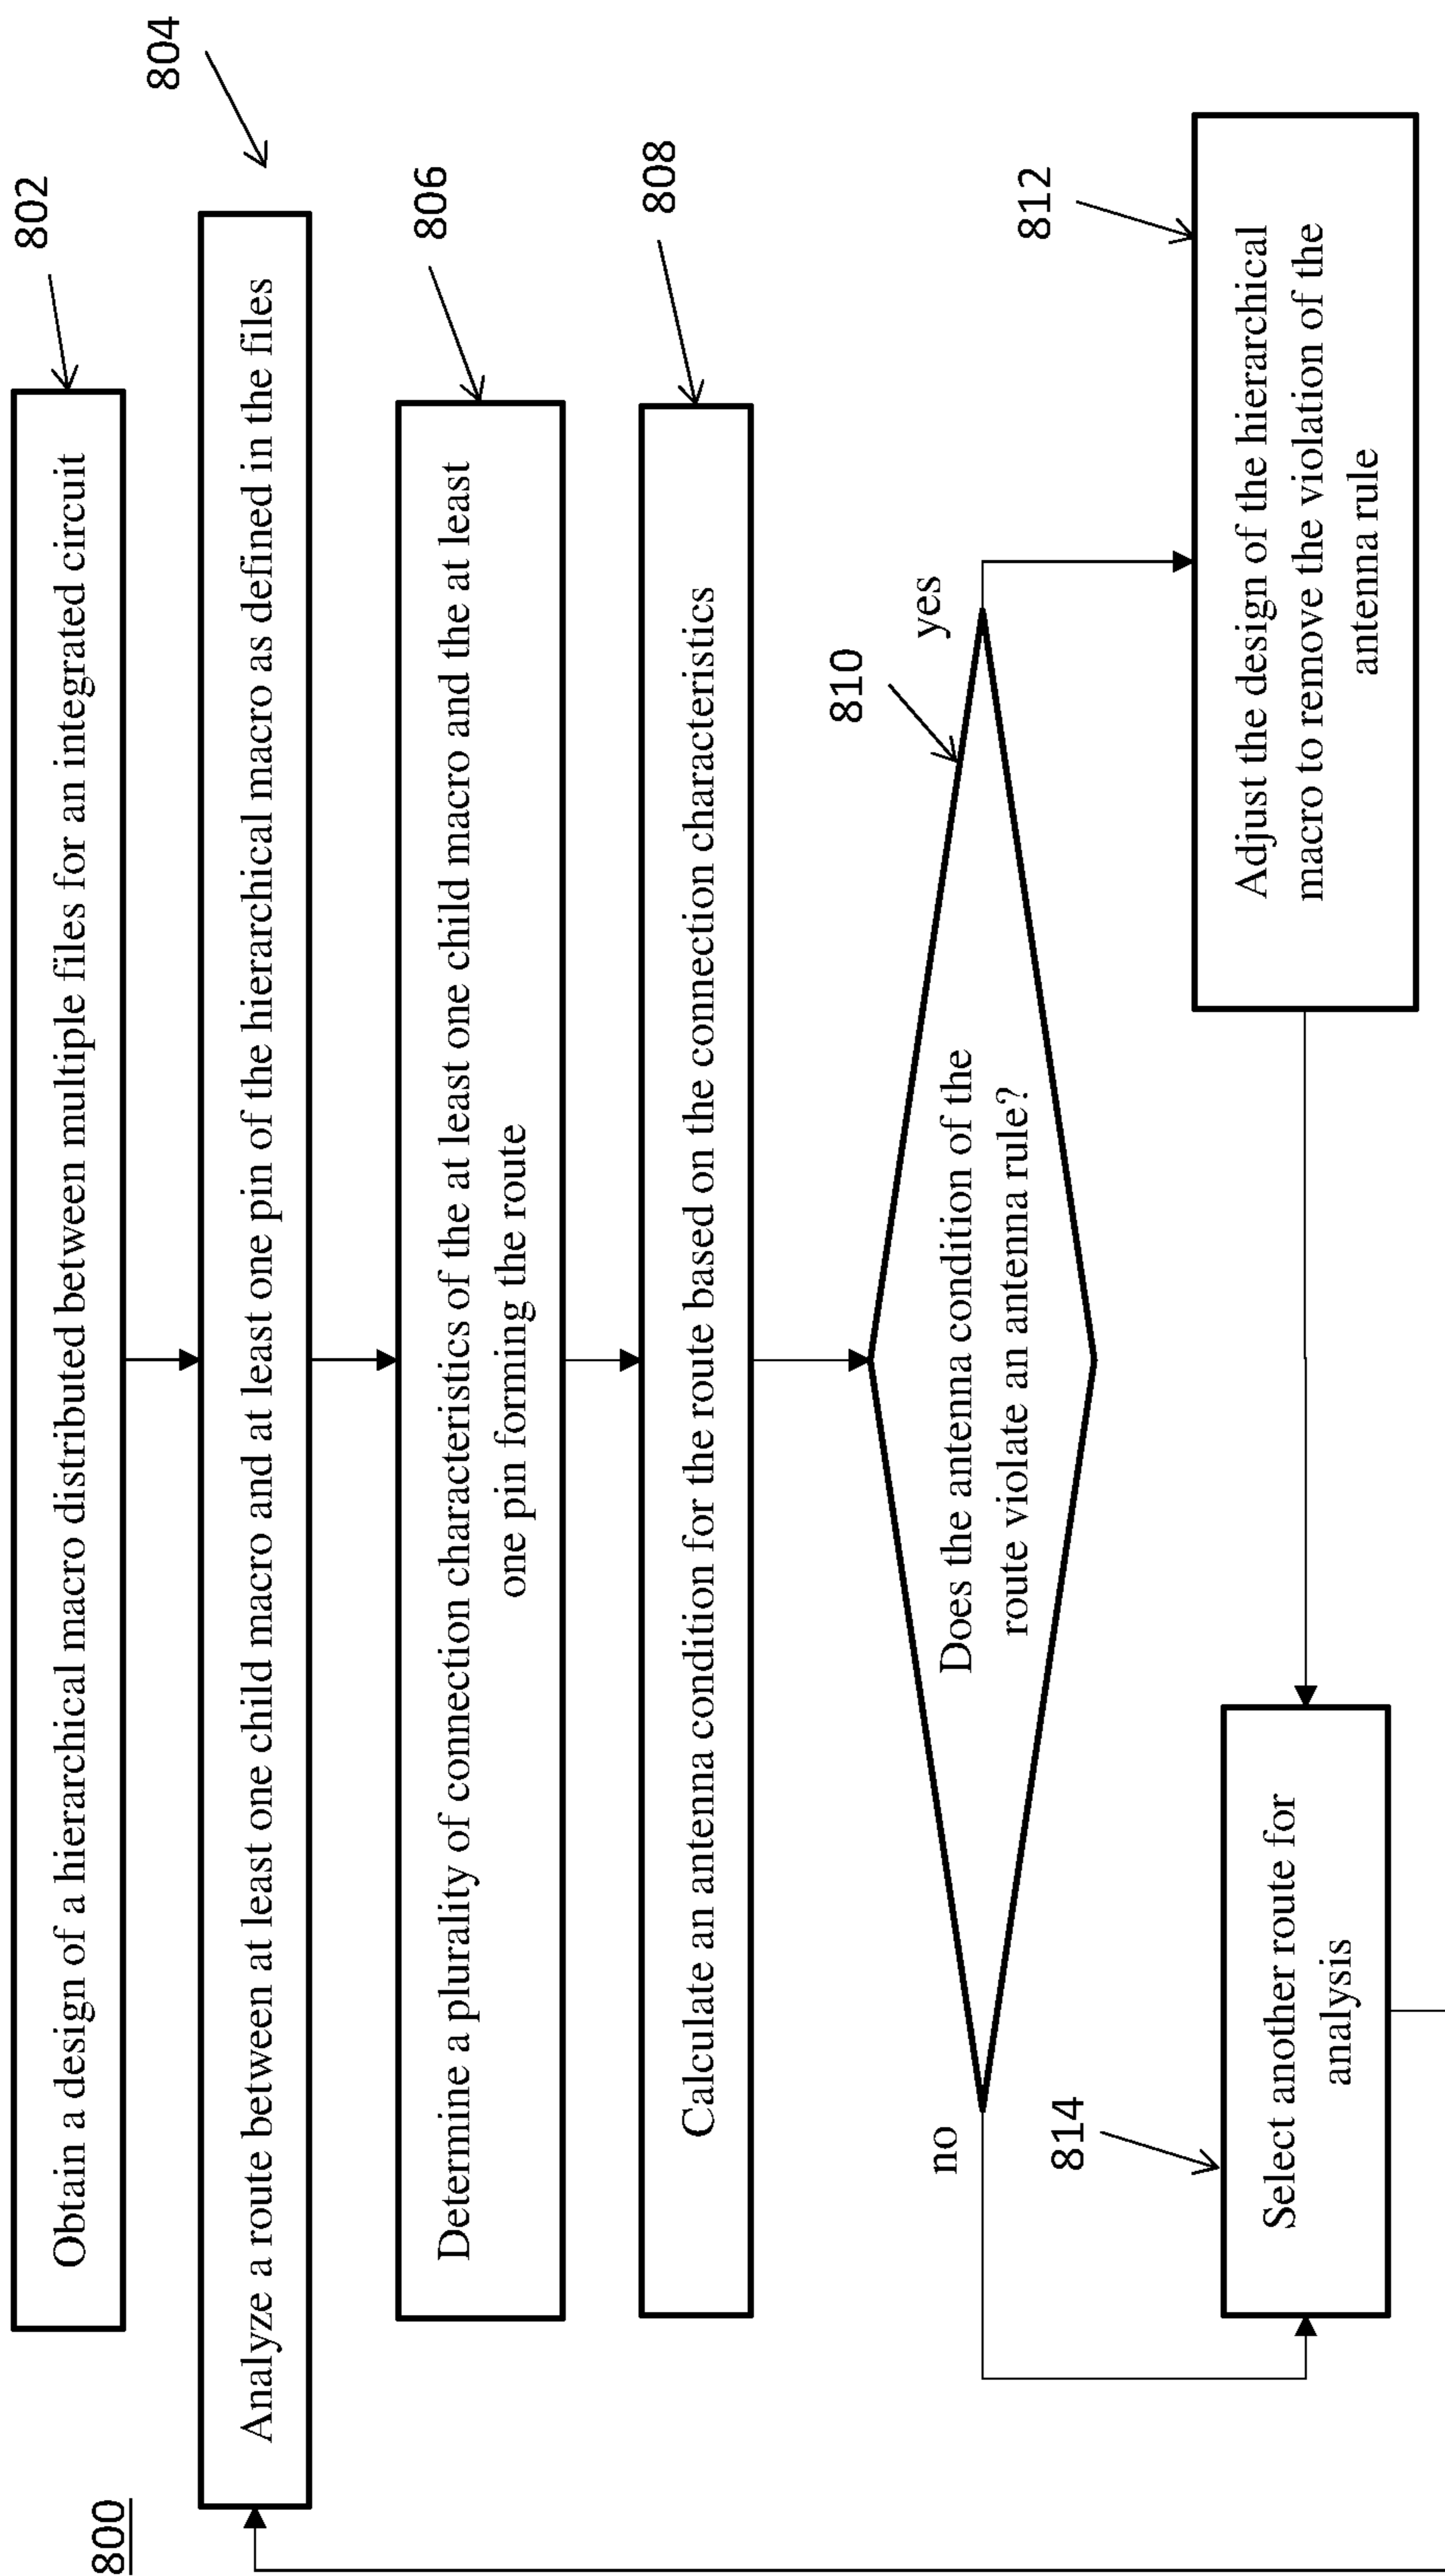 800
802
Obtain a design of a hierarchical macro distributed between multiple files for an integrated circuit
804
Analyze a route between at least one child macro and at least one pin of the hierarchical macro as defined in the files
806
Determine a plurality of connection characteristics of the at least one child macro and the at least
one pin forming the route
808
Calculate an antenna condition for the route based on the connection characteristics
810
Does the antenna condition of the
route violate an antenna rule?
no
yes
814
Select another route for
analysis
812
Adjust the design of the hierarchical
macro to remove the violation of the
antenna rule